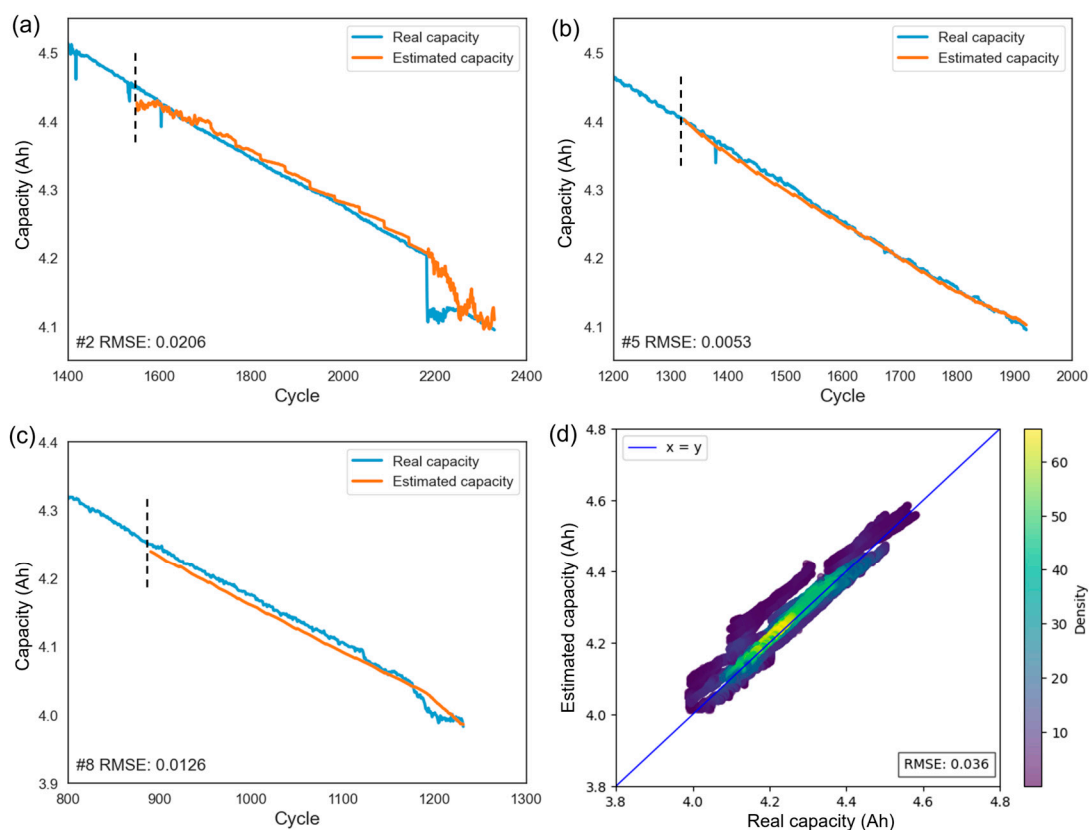 (a)
Real capacity
Estimated capacity
4.5
4.4
4.3
4.2
4.1
Capacity (Ah)
#2 RMSE: 0.0206
1400 1600 1800 2000 2200 2400
Cycle
(b)
Real capacity
Estimated capacity
4.5
4.4
4.3
4.2
4.1
Capacity (Ah)
#5 RMSE: 0.0053
1200 1300 1400 1500 1600 1700 1800 1900 2000
Cycle
(c)
Real capacity
Estimated capacity
4.4
4.3
4.2
4.1
4.0
3.9
Capacity (Ah)
#8 RMSE: 0.0126
800 900 1000 1100 1200 1300
Cycle
(d)
x = y
4.8
4.6
4.4
4.2
4.0
3.8
Estimated capacity (Ah)
RMSE: 0.036
3.8 4.0 4.2 4.4 4.6 4.8
Real capacity (Ah)
60
50
40
30
20
10
Density